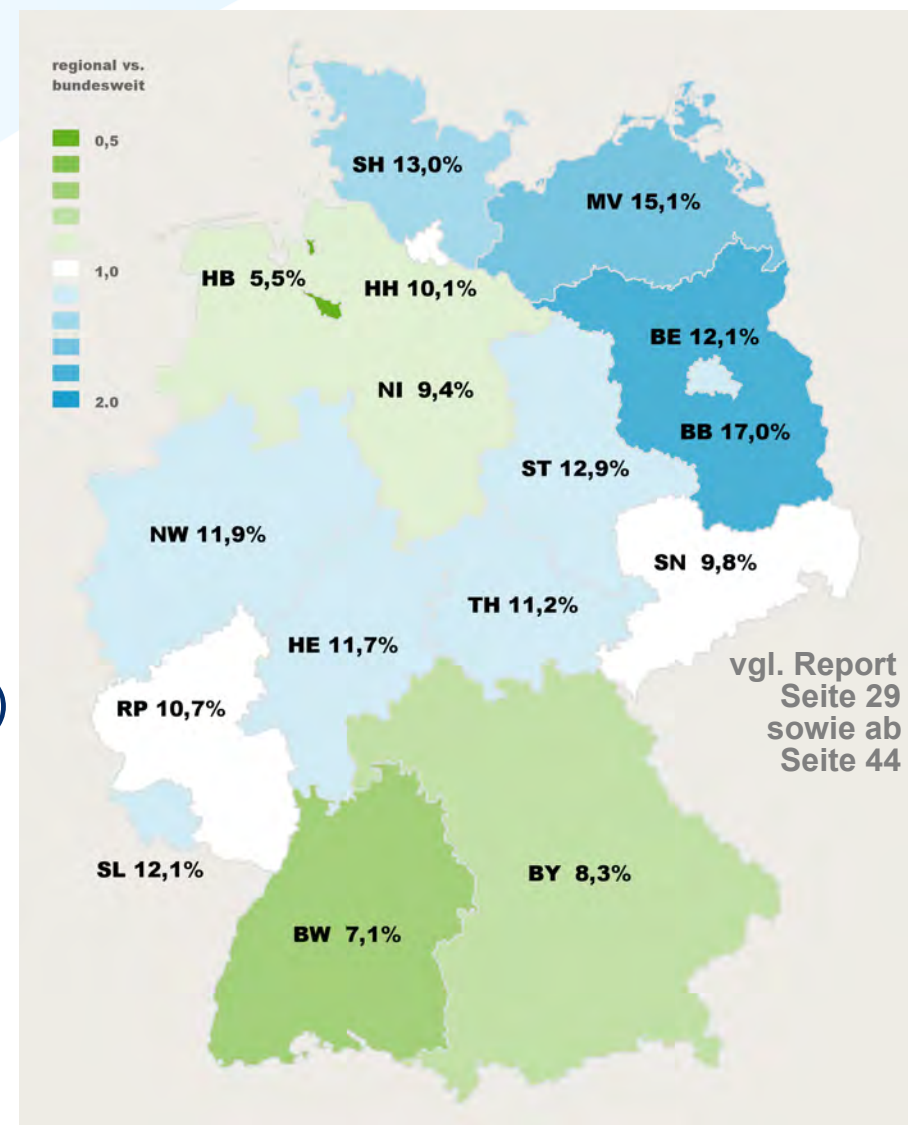 regional vs.
bundesweit
0,5
1,0
2.0
SH 13,0%
MV 15,1%
HB 5,5%
HH 10,1%
BE 12,1%
NI 9,4%
BB 17,0%
ST 12,9%
NW 11,9%
SN 9,8%
TH 11,2%
HE 11,7%
RP 10,7%
vgl. Report
Seite 29
sowie ab
Seite 44
SL 12,1%
BY 8,3%
BW 7,1%
)